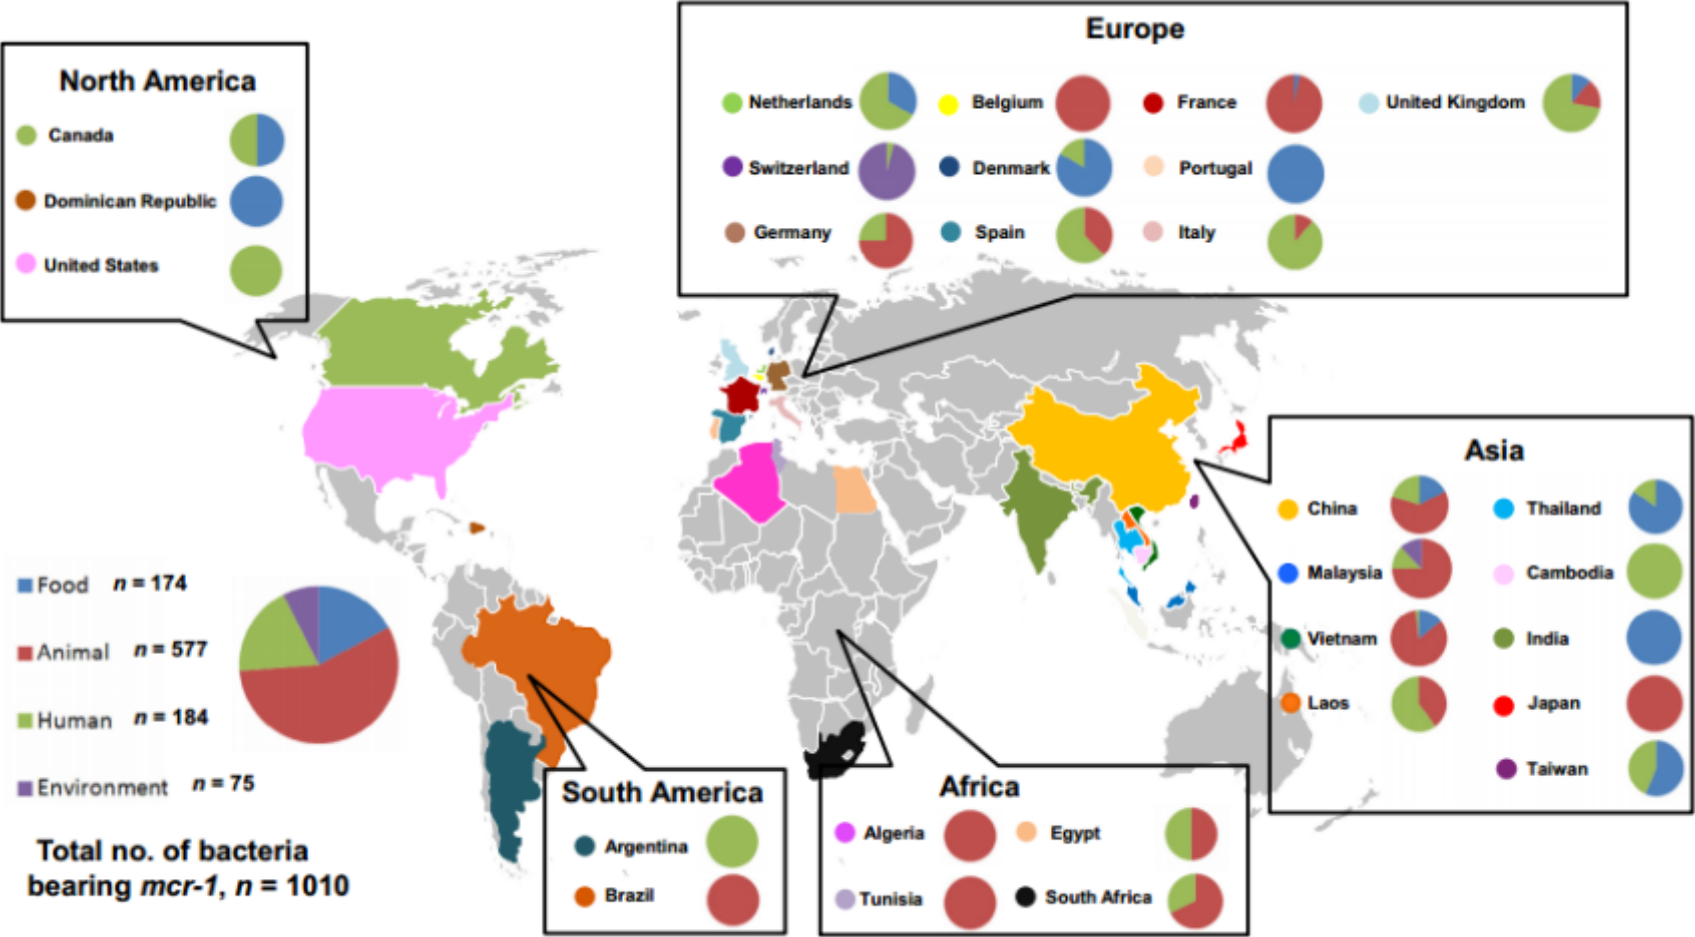 Europe
Netherlands Belgium France United Kingdom
Switzerland Denmark Portugal
Germany Spain Italy
North America
Canada
Dominican Republic
United States
Asia
China Thailand
Malaysia Cambodia
Vietnam India
Laos Japan
Taiwan
Food n = 174
Animal n = 577
Human n = 184
Environment n = 75
Total no. of bacteria
bearing mcr-1, n = 1010
South America
Argentina
Brazil
Africa
Algeria Egypt
Tunisia South Africa